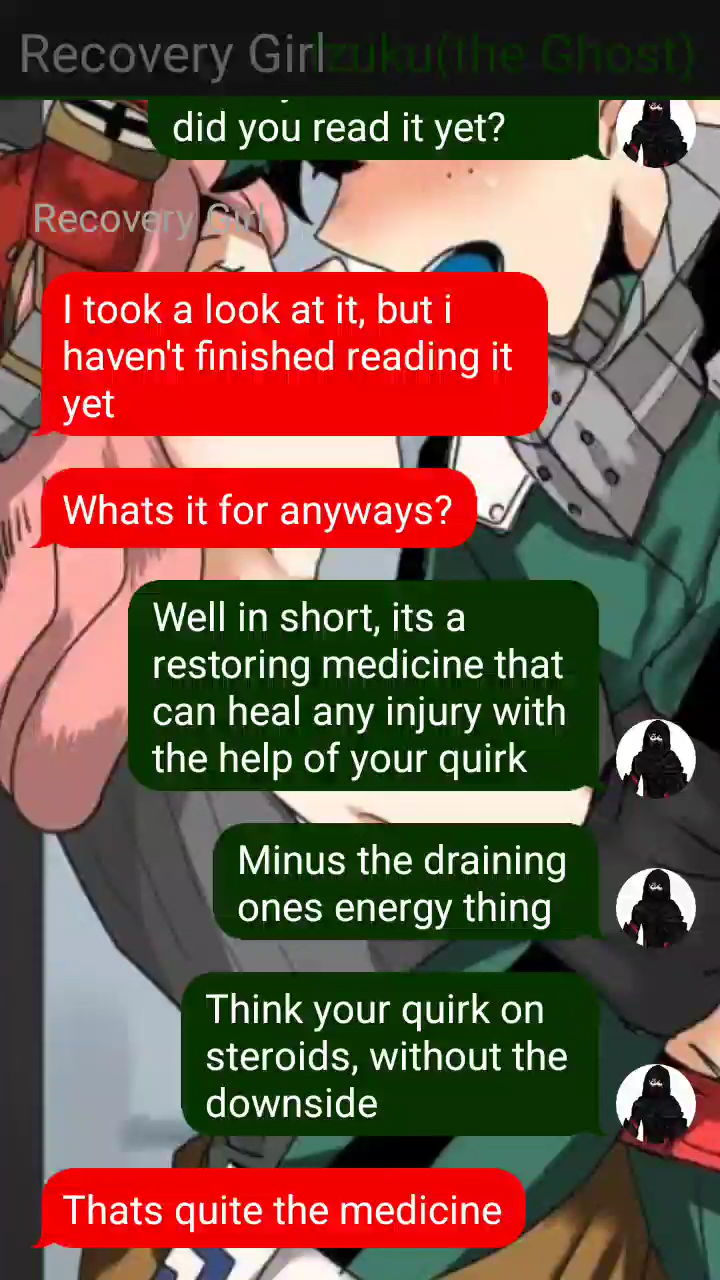 Recovery Girl Izuku(the Ghost)
did you read it yet?
Recovery Girl
I took a look at it, but i
haven't finished reading it
yet
Whats it for anyways?
Well in short, its a
restoring medicine that
can heal any injury with
the help of your quirk
Minus the draining
ones energy thing
Think your quirk on
steroids, without the
downside
Thats quite the medicine